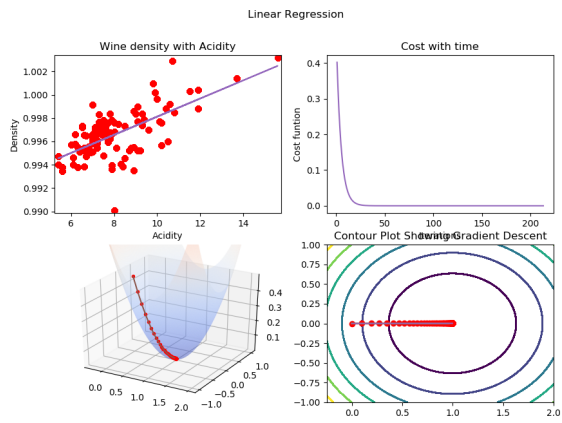 Linear Regression
Wine density with Acidity
Density
1.002
1.000
0.998
0.996
0.994
0.992
0.990
6 8 10 12 14
Acidity
Cost with time
Cost funtion
0.4
0.3
0.2
0.1
0.0
0 50 100 150 200
0.4
0.3
0.2
0.1
0.0 0.5 1.0 1.5 2.0
−1.0 −0.5 0.0 0.5 1.0
Contour Plot Showing Gradient Descent
1.00
0.75
0.50
0.25
0.00
−0.25
−0.50
−0.75
−1.00
0.0 0.5 1.0 1.5 2.0